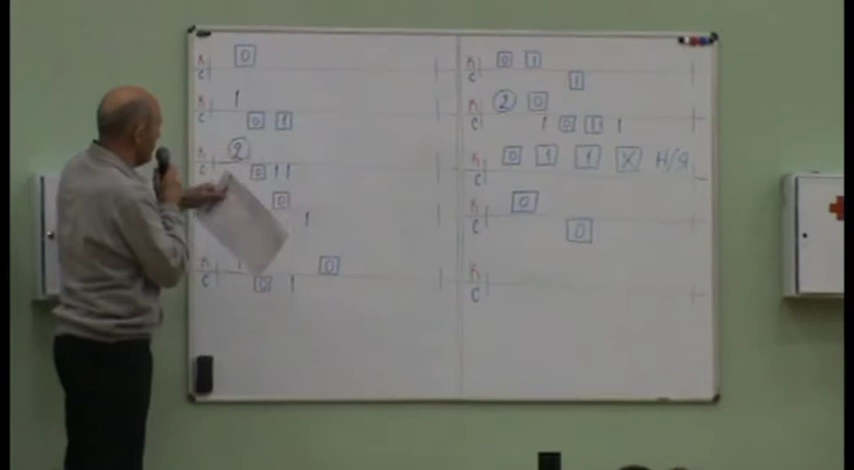 К 0
С
К 1
С 0 1
К 2
С 0 1 1
0
1
К 0
С 0 1
К 0 1
С 1
К 2 0
С 1 0 1 1 1
К 0 1 1 X Н/Я
С
К 0
С 0
К
С